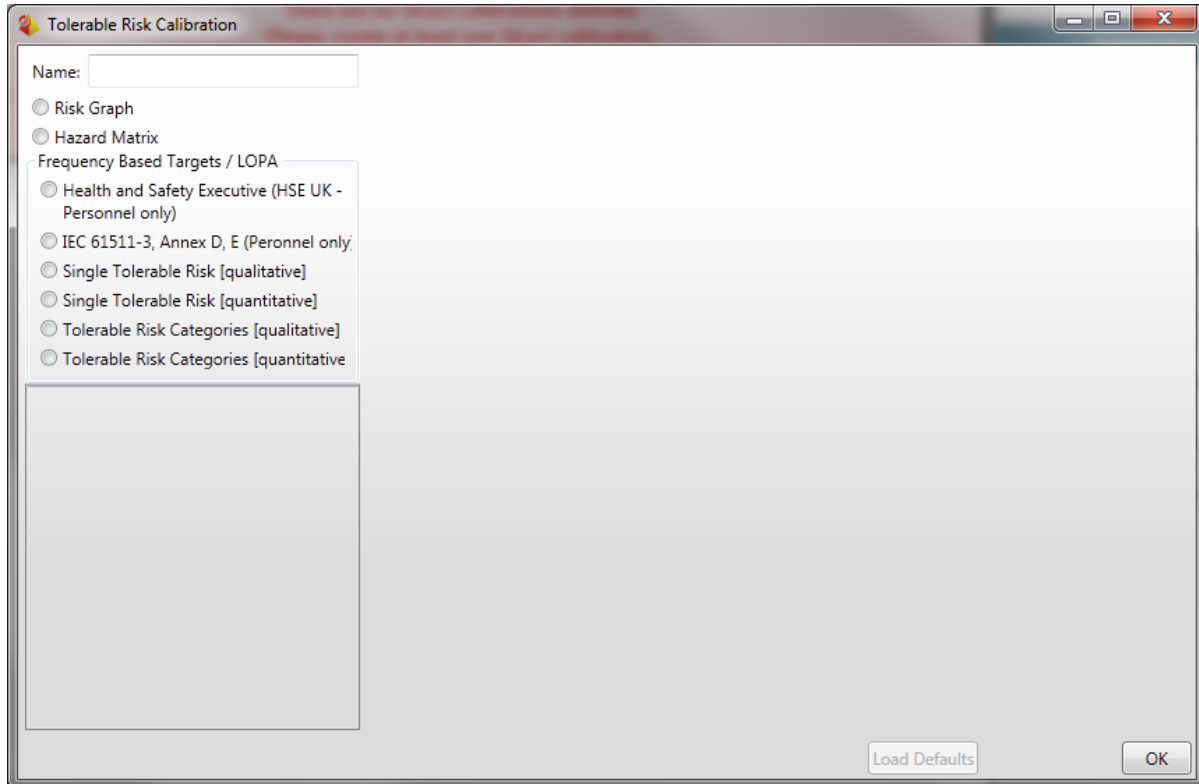 Tolerable Risk Calibration
Name:
Risk Graph
Hazard Matrix
Frequency Based Targets / LOPA
Health and Safety Executive (HSE UK -
Personnel only)
IEC 61511-3, Annex D, E (Peronnel only)
Single Tolerable Risk [qualitative]
Single Tolerable Risk [quantitative]
Tolerable Risk Categories [qualitative]
Tolerable Risk Categories [quantitative
Load Defaults
OK